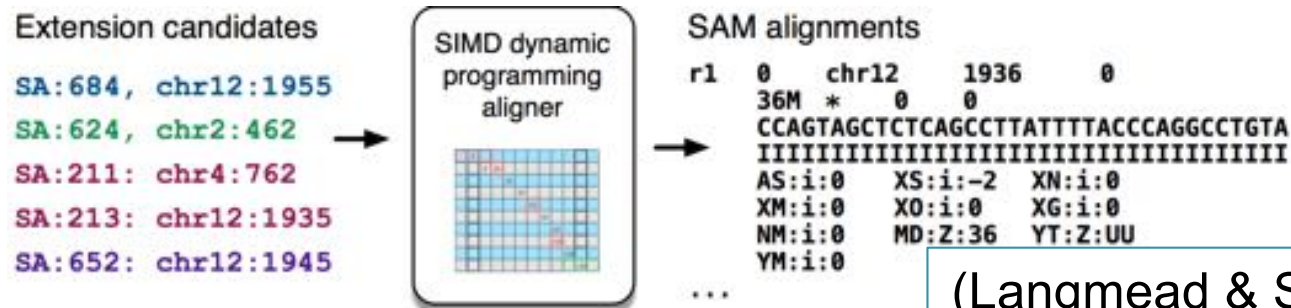 Extension candidates
SA:684, chr12:1955
SA:624, chr2:462
SA:211: chr4:762
SA:213: chr12:1935
SA:652: chr12:1945
SIMD dynamic
programming
aligner
SAM alignments
r1 0 chr12 1936 0
36M * 0 0
CCAGTAGCTCTCAGCCTTATTTTACCCAGGCCTGTA
IIIIIIIIIIIIIIIIIIIIIIIIIIIIIIIIIIII
AS:i:0 XS:i:-2 XN:i:0
XM:i:0 XO:i:0 XG:i:0
NM:i:0 MD:Z:36 YT:Z:UU
YM:i:0
...
(Langmead & S